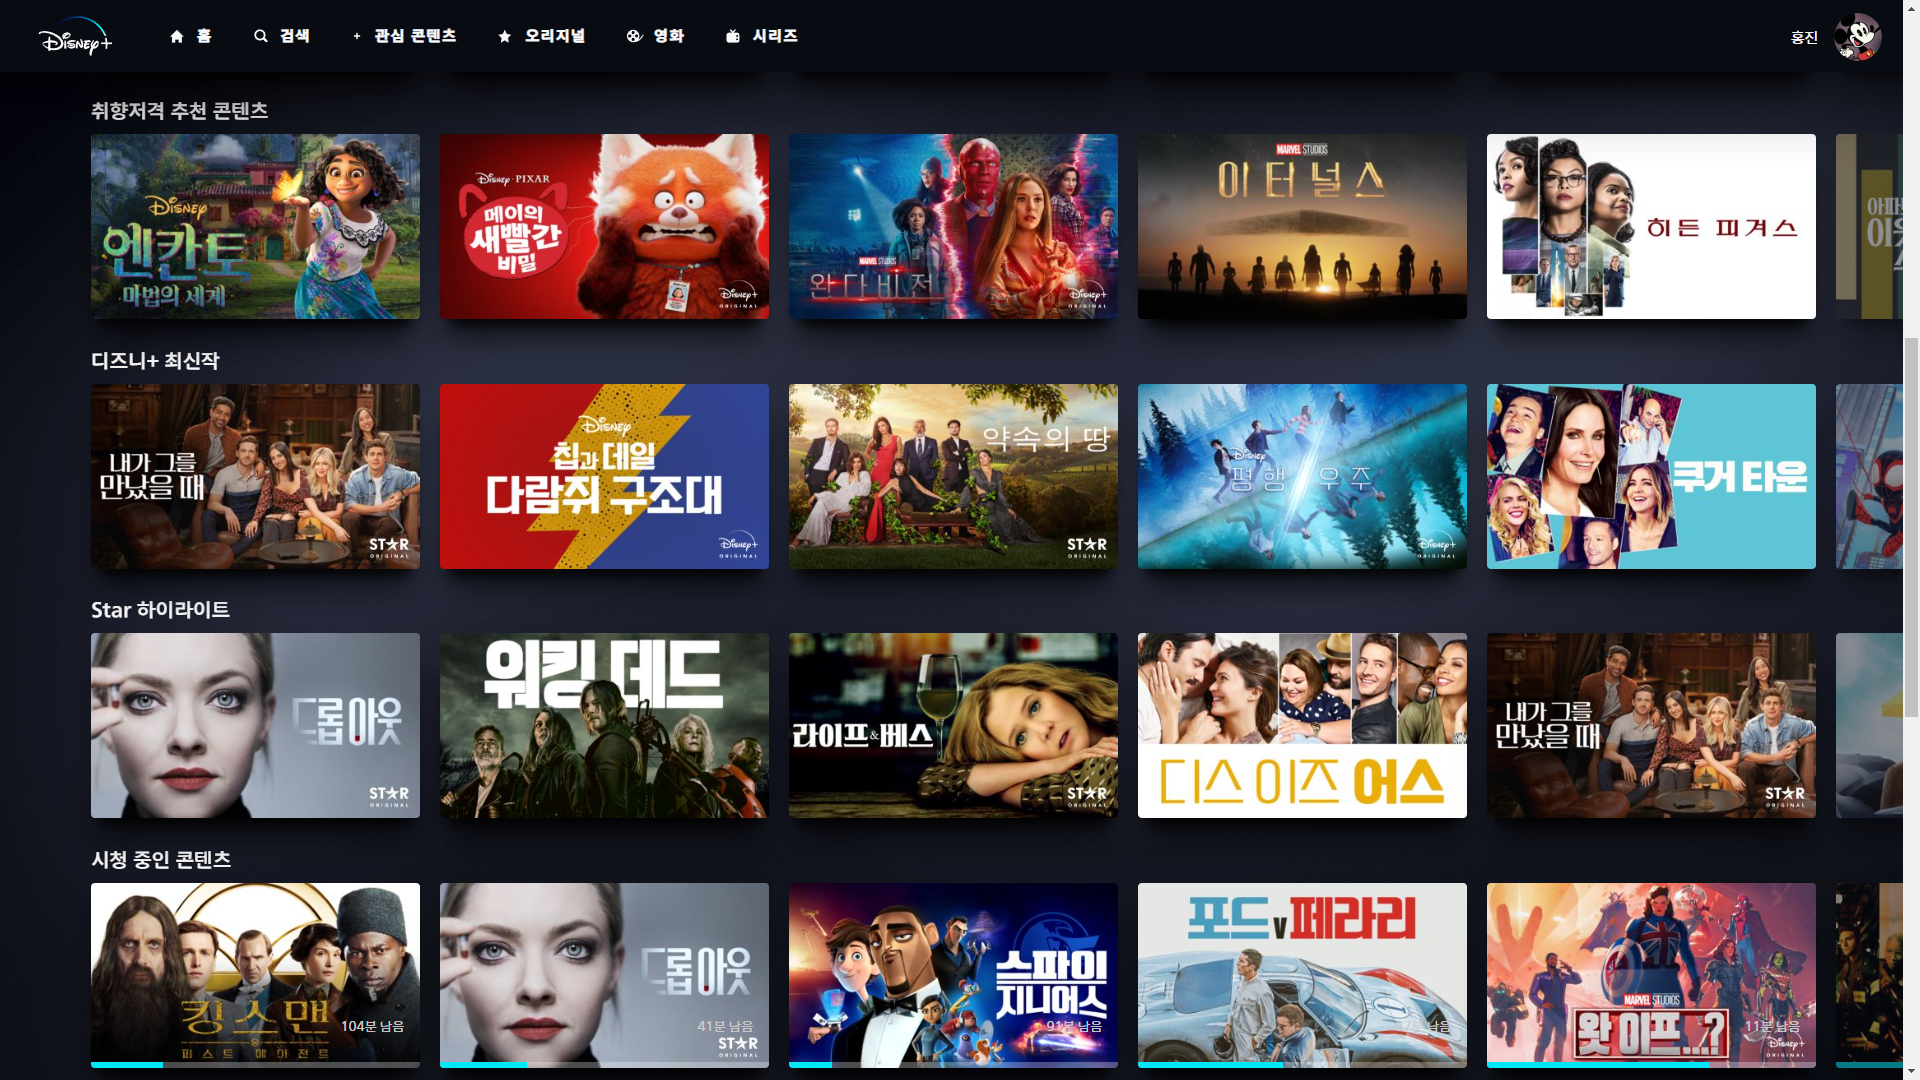 Disney+
홈
검색
+ 관심 콘텐츠
오리지널
영화
시리즈
홍진
취향저격 추천 콘텐츠
Disney
엔칸토
마법의 세계
Disney · PIXAR
메이의
새빨간
비밀
Disney+
ORIGINAL
MARVEL STUDIOS
완다비전
Disney+
ORIGINAL
MARVEL STUDIOS
이터널스
히든 피겨스
디즈니+ 최신작
내가 그를
만났을 때
STAR
ORIGINAL
Disney
칩과 데일
다람쥐 구조대
Disney+
ORIGINAL
약속의 땅
STAR
ORIGINAL
Disney
평행 우주
Disney+
ORIGINAL
쿠거 타운
Star 하이라이트
드롭아웃
STAR
ORIGINAL
워킹 데드
라이프&베스
STAR
ORIGINAL
디스 이즈 어스
내가 그를
만났을 때
STAR
ORIGINAL
시청 중인 콘텐츠
킹스맨
퍼스트 에이전트
104분 남음
드롭아웃
41분 남음
STAR
ORIGINAL
스파이
지니어스
91분 남음
포드 v 페라리
남음
MARVEL STUDIOS
왓 이프...?
11분 남음
Disney+
ORIGINAL